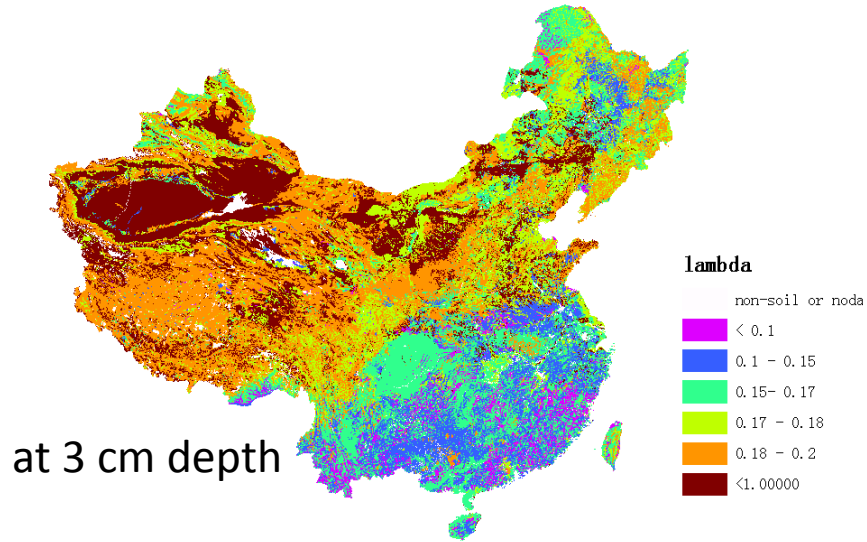 lambda
non-soil or noda
< 0.1
0.1 - 0.15
0.15- 0.17
0.17 - 0.18
0.18 - 0.2
<1.00000
at 3 cm depth